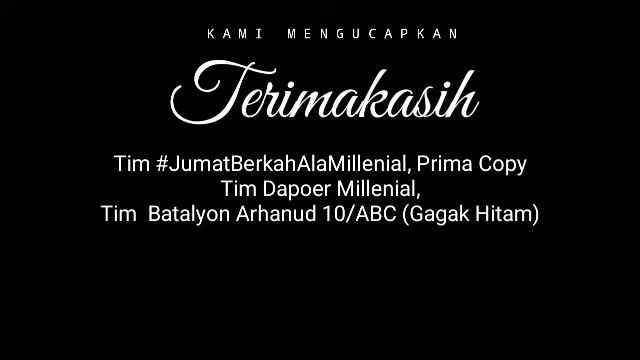 KAMI MENGUCAPKAN
Terimakasih
Tim #JumatBerkahAlaMillenial, Prima Copy
Tim Dapoer Millenial,
Tim Batalyon Arhanud 10/ABC (Gagak Hitam)